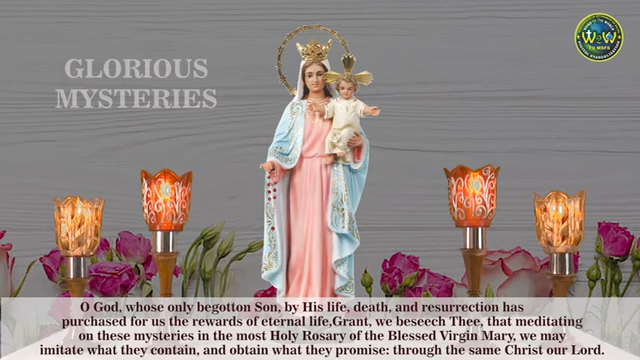 GLORIOUS
MYSTERIES
WOW
TV MSFS
O God, whose only begotton Son, by His life, death, and resurrection has
purchased for us the rewards of eternal life,Grant, we beseech Thee, that meditating
on these mysteries in the most Holy Rosary of the Blessed Virgin Mary, we may
imitate what they contain, and obtain what they promise: through the same Christ our Lord.